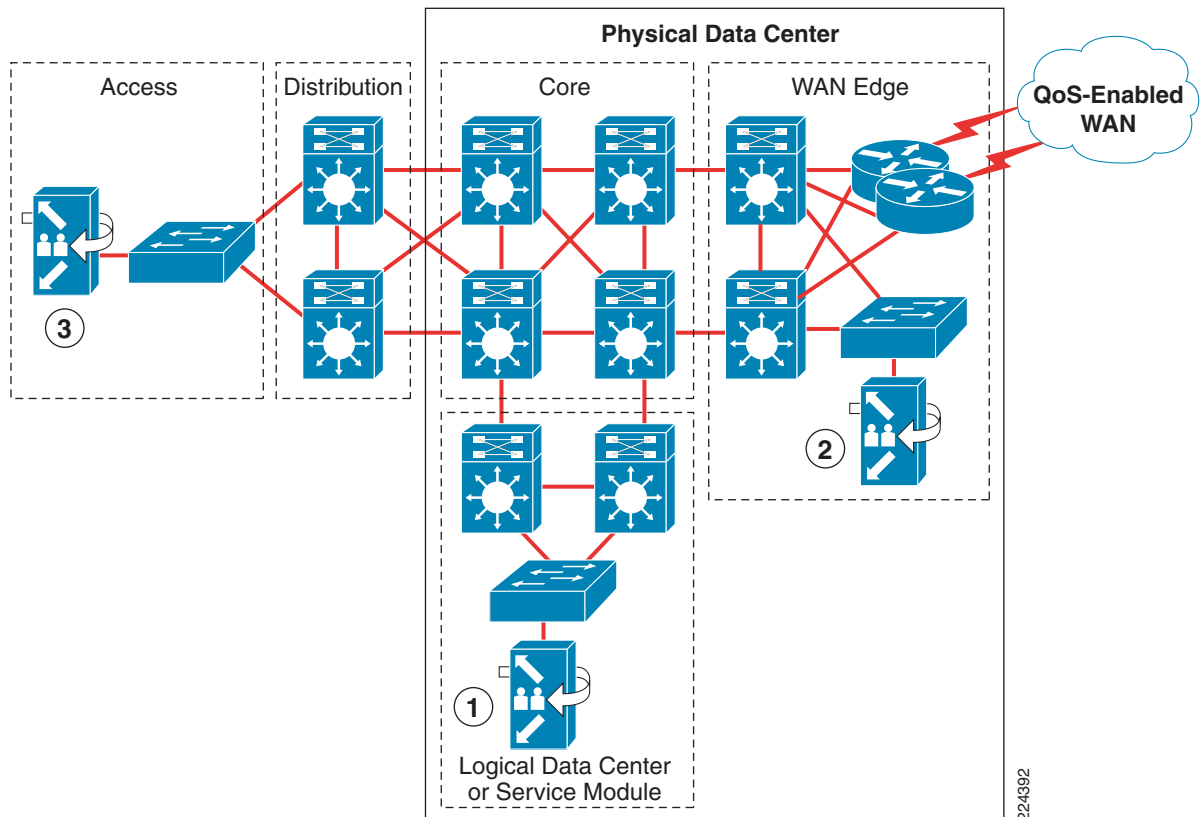 Physical Data Center
Access
Distribution
Core
WAN Edge
QoS-Enabled
WAN
3
2
1
Logical Data Center
or Service Module
224392